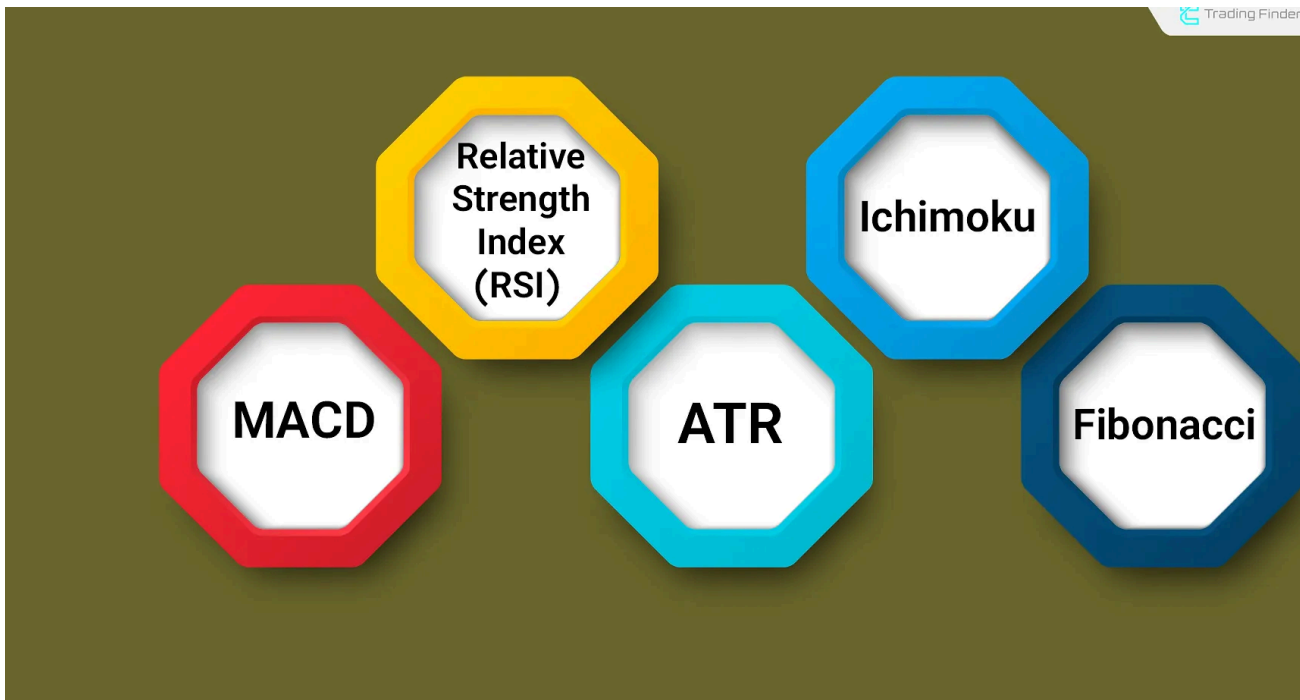 Trading Finder
Relative
Strength
Index
(RSI)
Ichimoku
MACD
ATR
Fibonacci